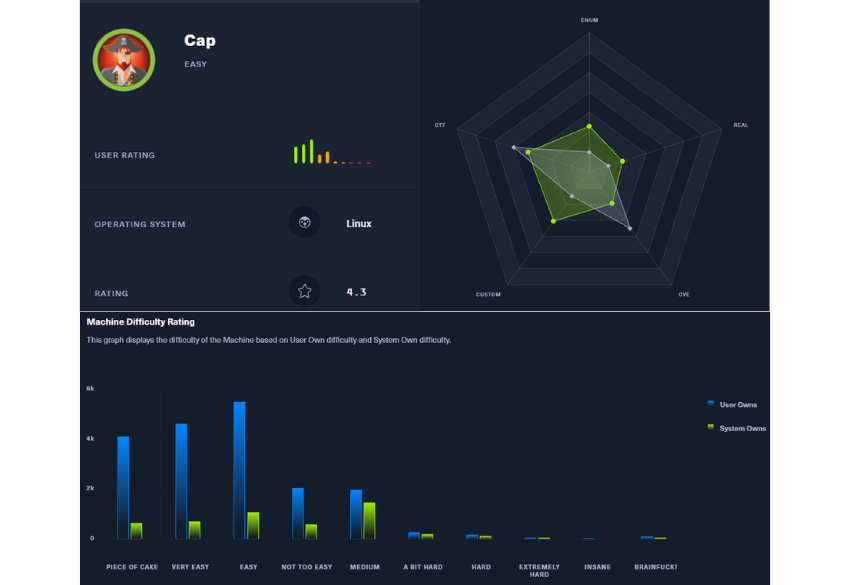 Cap
EASY
USER RATING
OPERATING SYSTEM
Linux
RATING
4.3
ENUM
CTF
REAL
CUSTOM
CVE
Machine Difficulty Rating
This graph displays the difficulty of the Machine based on User Own difficulty and System Own difficulty.
6k
4k
2k
0
User Owns
System Owns
PIECE OF CAKE
VERY EASY
EASY
NOT TOO EASY
MEDIUM
A BIT HARD
HARD
EXTREMELY
HARD
INSANE
BRAINFUCK!